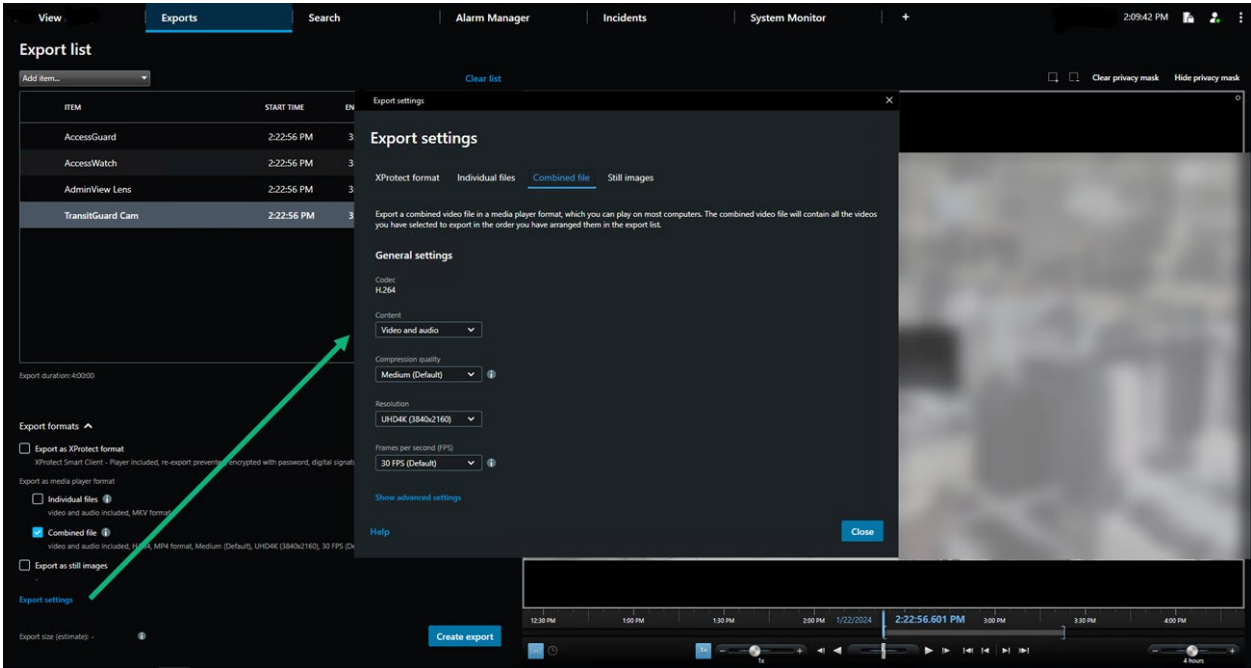 View
Exports
Search
Alarm Manager
Incidents
System Monitor
+
2:09:42 PM
Export list
Add item...
Clear list
Clear privacy mask
Hide privacy mask
ITEM
START TIME
EN
AccessGuard
2:22:56 PM
3
AccessWatch
2:22:56 PM
3
AdminView Lens
2:22:56 PM
3
TransitGuard Cam
2:22:56 PM
3
Export duration:4:00:00
Export formats
Export as XProtect format
XProtect Smart Client - Player included, re-export prevented, encrypted with password, digital signat
Export as media player format
Individual files
video and audio included, MKV format
Combined file
video and audio included, H.264, MP4 format, Medium (Default), UHD4K (3840x2160), 30 FPS (De
Export as still images
-
Export settings
Export size (estimate): -
Create export
Export settings
Export settings
XProtect format
Individual files
Combined file
Still images
Export a combined video file in a media player format, which you can play on most computers. The combined video file will contain all the videos
you have selected to export in the order you have arranged them in the export list.
General settings
Codec
H.264
Content
Video and audio
Compression quality
Medium (Default)
Resolution
UHD4K (3840x2160)
Frames per second (FPS)
30 FPS (Default)
Show advanced settings
Help
Close
12:30 PM
1:00 PM
1:30 PM
2:00 PM
1/22/2024
2:22:56.601 PM
3:00 PM
3:30 PM
4:00 PM
1x
4 hours